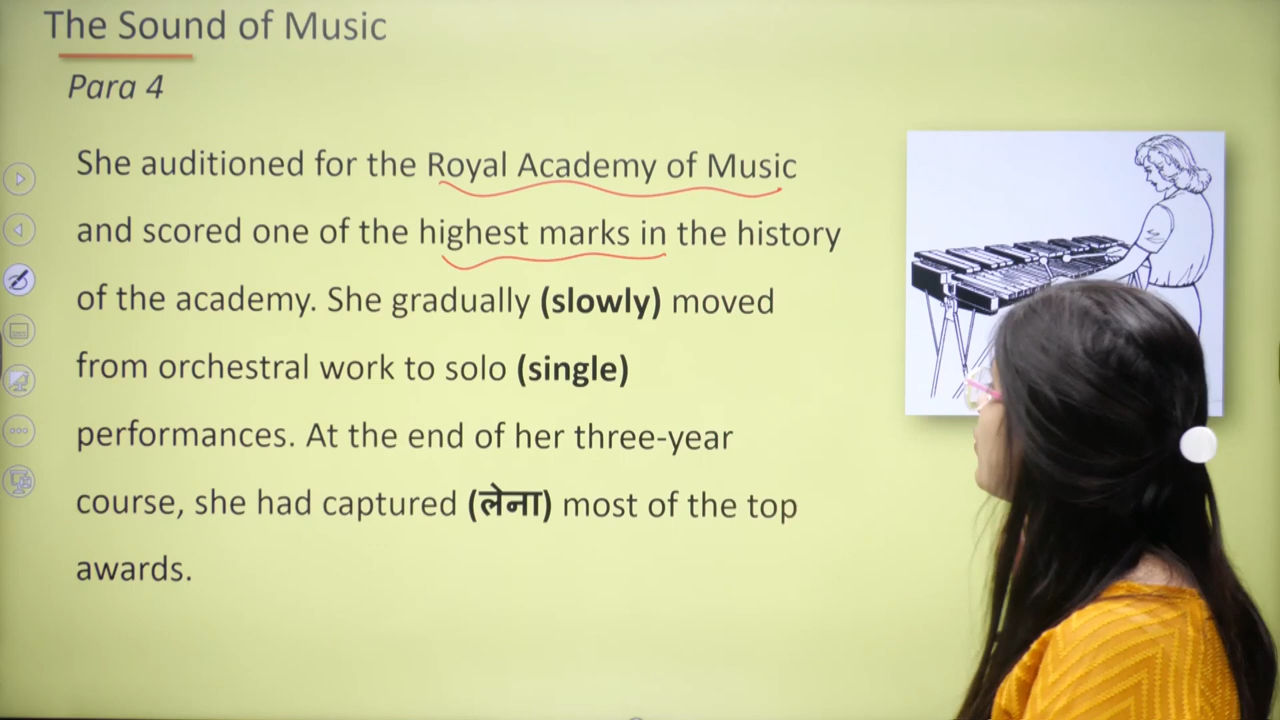 The Sound of Music
Para 4
She auditioned for the Royal Academy of Music
and scored one of the highest marks in the history
of the academy. She gradually (slowly) moved
from orchestral work to solo (single)
performances. At the end of her three-year
course, she had captured (लेना) most of the top
awards.